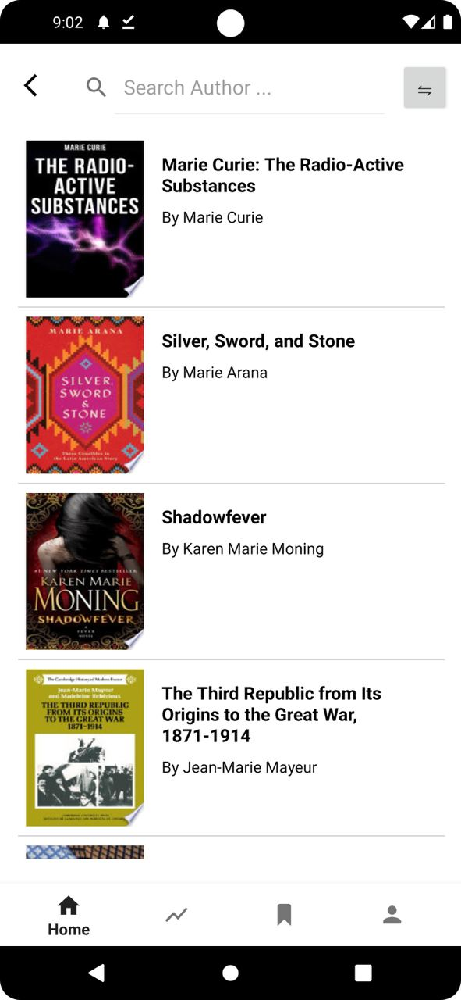 9:02
Search Author ...
MARIE CURIE
THE RADIO-
ACTIVE
SUBSTANCES
Marie Curie: The Radio-Active
Substances
By Marie Curie
MARIE ARANA
SILVER,
SWORD
&
STONE
Three Crucibles in
the Latin American Story
Silver, Sword, and Stone
By Marie Arana
#1 NEW YORK TIMES BESTSELLER
KAREN MARIE
MONING
SHADOWFEVER
A
FEVER
NOVEL
Shadowfever
By Karen Marie Moning
The Cambridge History of Modern France
Jean-Marie Mayeur
and Madeleine Rebérioux
THE THIRD REPUBLIC
FROM ITS ORIGINS
TO THE GREAT WAR
1871-1914
The Third Republic from Its
Origins to the Great War,
1871-1914
By Jean-Marie Mayeur
Home